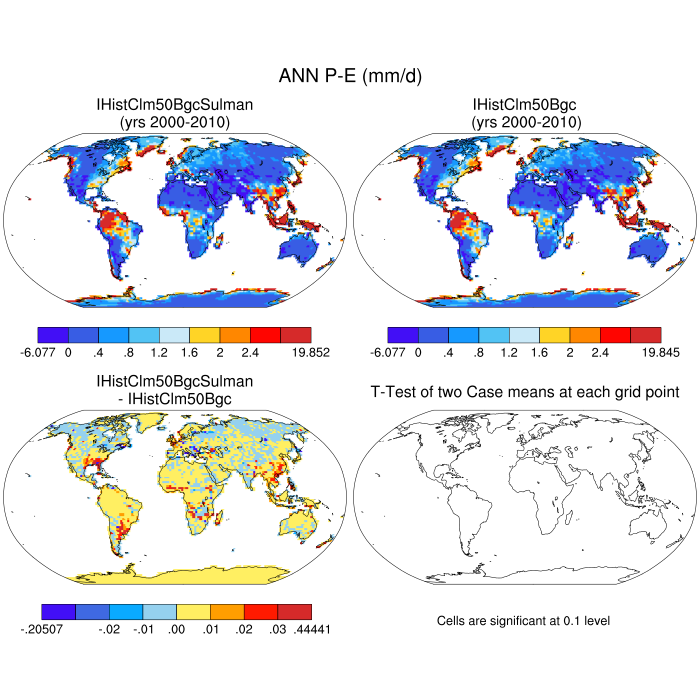 ANN P-E (mm/d)
IHistClm50BgcSulman
(yrs 2000-2010)
IHistClm50Bgc
(yrs 2000-2010)
-6.077 0 .4 .8 1.2 1.6 2 2.4 19.852
-6.077 0 .4 .8 1.2 1.6 2 2.4 19.845
IHistClm50BgcSulman
- IHistClm50Bgc
T-Test of two Case means at each grid point
-.20507 -.02 -.01 .00 .01 .02 .03 .44441
Cells are significant at 0.1 level